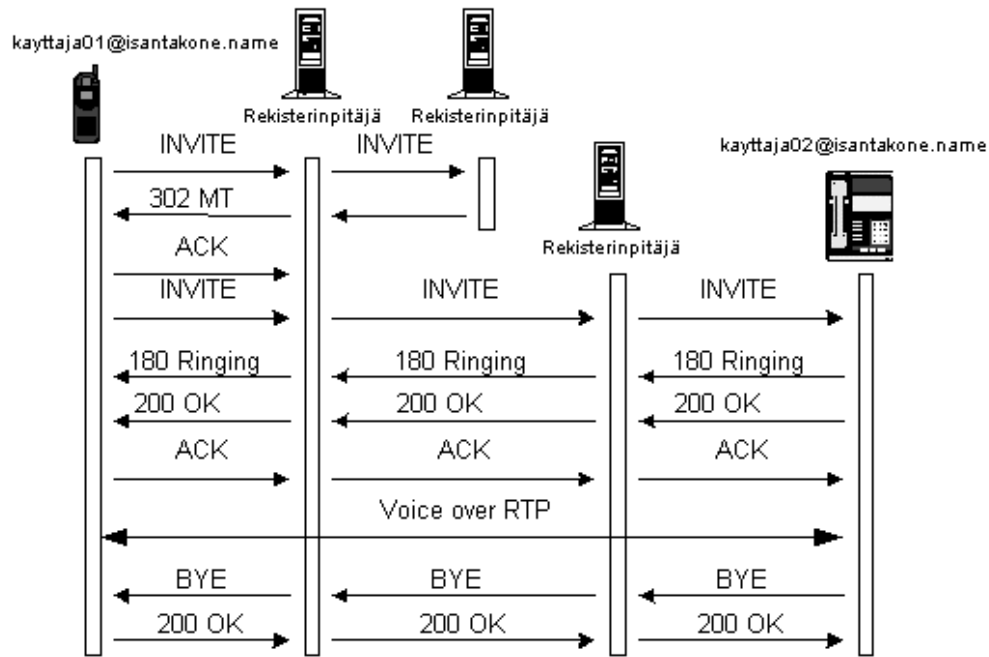 kayttaja01@isantakone.name
Rekisterinpitäjä Rekisterinpitäjä
INVITE INVITE
kayttaja02@isantakone.name
302 MT
Rekisterinpitäjä
ACK
INVITE INVITE INVITE
180 Ringing 180 Ringing 180 Ringing
200 OK 200 OK 200 OK
ACK ACK ACK
Voice over RTP
BYE BYE BYE
200 OK 200 OK 200 OK